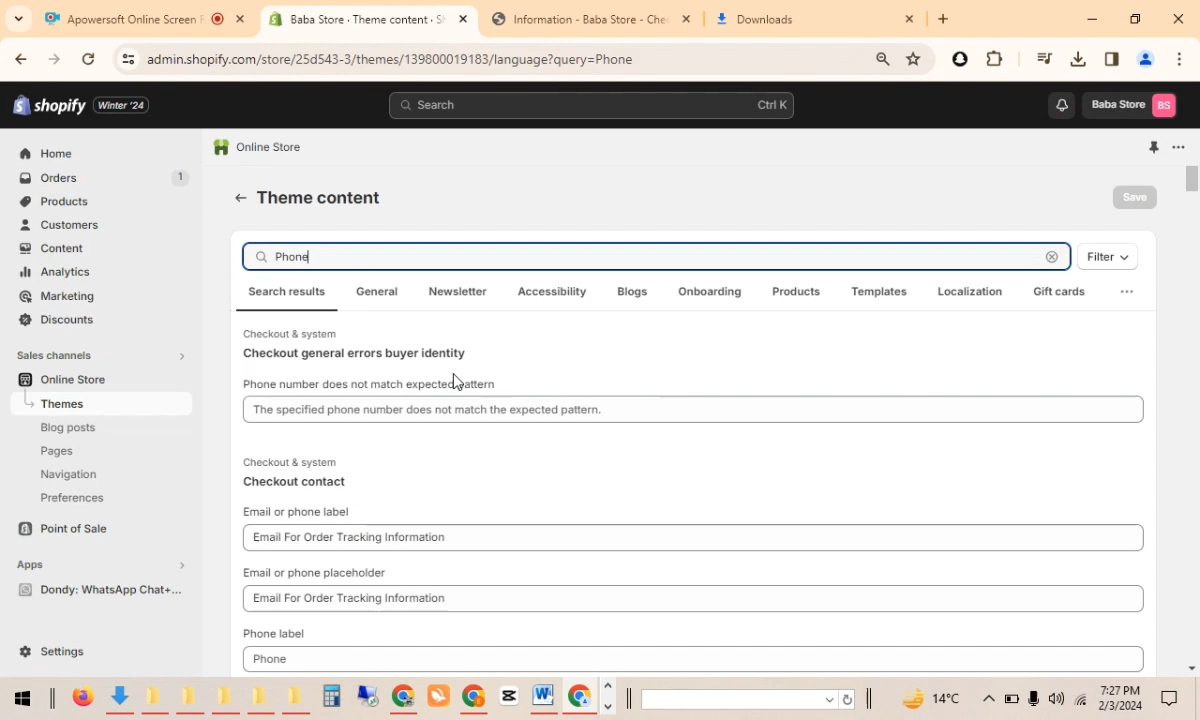 Apowersoft Online Screen R
Baba Store · Theme content · Sh
Information - Baba Store - Chec
Downloads
admin.shopify.com/store/25d543-3/themes/139800019183/language?query=Phone
shopify
Winter '24
Search
Ctrl K
Baba Store
BS
Home
Orders
1
Products
Customers
Content
Analytics
Marketing
Discounts
Sales channels
Online Store
Themes
Blog posts
Pages
Navigation
Preferences
Point of Sale
Apps
Dondy: WhatsApp Chat+...
Settings
Online Store
Theme content
Save
Phone
Filter
Search results
General
Newsletter
Accessibility
Blogs
Onboarding
Products
Templates
Localization
Gift cards
Checkout & system
Checkout general errors buyer identity
Phone number does not match expected pattern
The specified phone number does not match the expected pattern.
Checkout & system
Checkout contact
Email or phone label
Email For Order Tracking Information
Email or phone placeholder
Email For Order Tracking Information
Phone label
Phone
14°C
7:27 PM
2/3/2024